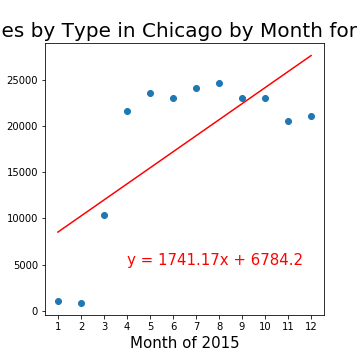 es by Type in Chicago by Month for
25000
20000
15000
10000
5000
0
y = 1741.17x + 6784.2
1 2 3 4 5 6 7 8 9 10 11 12
Month of 2015